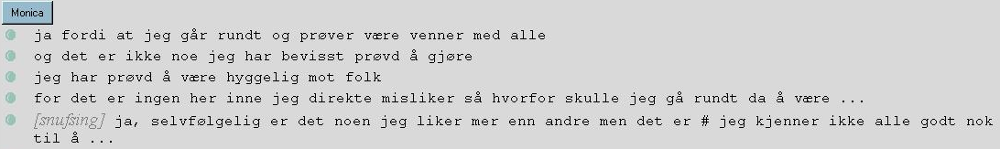 Monica
ja fordi at jeg går rundt og prøver være venner med alle
og det er ikke noe jeg har bevisst prøvd å gjøre
jeg har prøvd å være hyggelig mot folk
for det er ingen her inne jeg direkte misliker så hvorfor skulle jeg gå rundt da å være ...
[snufsing] ja, selvfølgelig er det noen jeg liker mer enn andre men det er # jeg kjenner ikke alle godt nok
til å ...